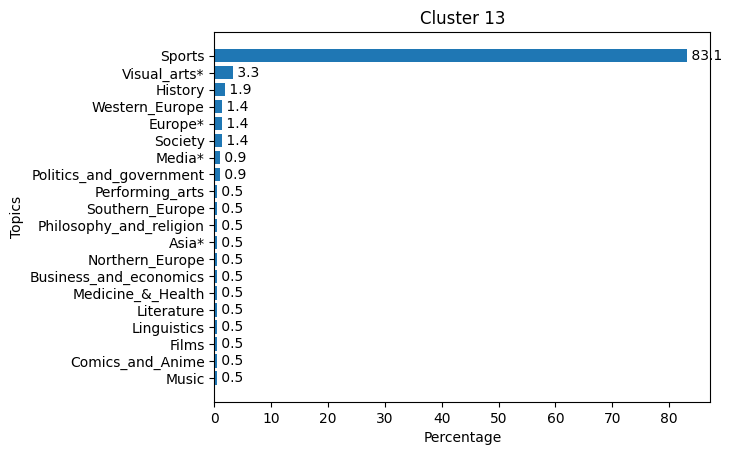 Cluster 13
Topics
Sports 83.1
Visual_arts* 3.3
History 1.9
Western_Europe 1.4
Europe* 1.4
Society 1.4
Media* 0.9
Politics_and_government 0.9
Performing_arts 0.5
Southern_Europe 0.5
Philosophy_and_religion 0.5
Asia* 0.5
Northern_Europe 0.5
Business_and_economics 0.5
Medicine_&_Health 0.5
Literature 0.5
Linguistics 0.5
Films 0.5
Comics_and_Anime 0.5
Music 0.5
0 10 20 30 40 50 60 70 80
Percentage